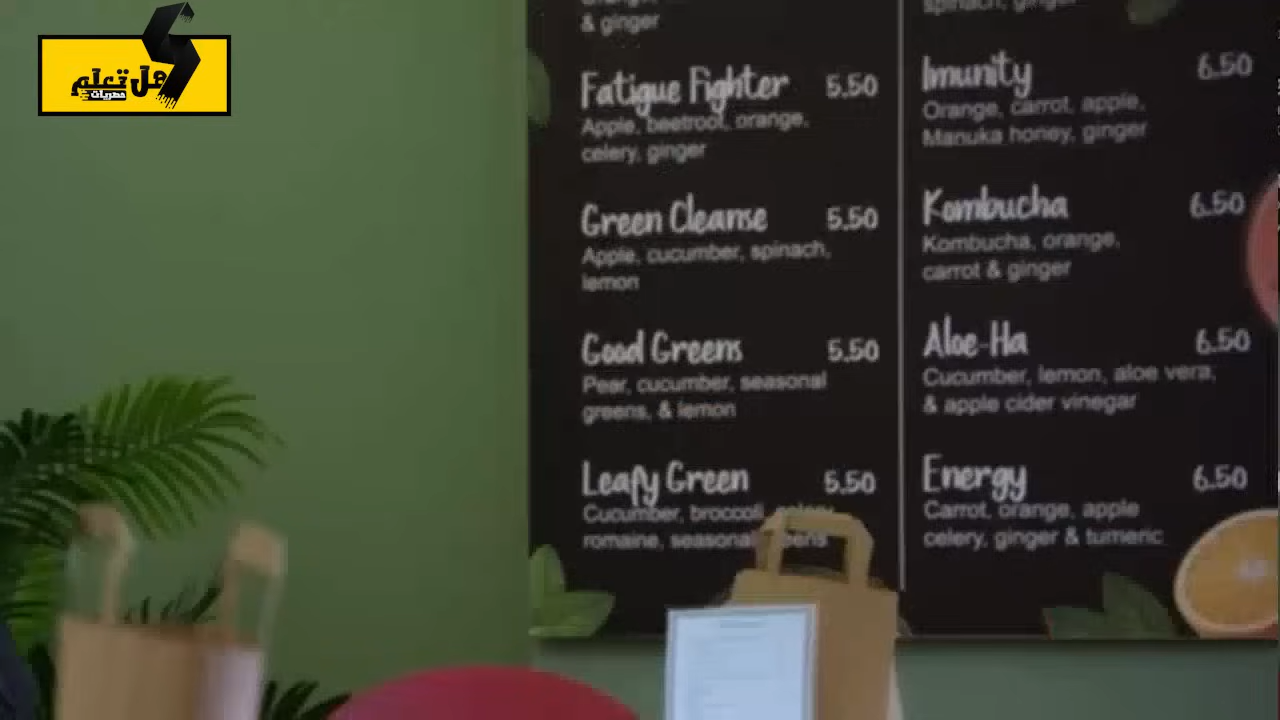 هل تعلم
مصريات
& ginger
Fatigue Fighter 5.50
Apple, beetroot, orange,
celery, ginger
Green Cleanse 5.50
Apple, cucumber, spinach,
lemon
Good Greens 5.50
Pear, cucumber, seasonal
greens, & lemon
Leafy Green 5.50
Cucumber, broccoli,
romaine, seasonal
spinach, ginger
Imunity 6.50
Orange, carrot, apple,
Manuka honey, ginger
Kombucha 6.50
Kombucha, orange,
carrot & ginger
Aloe-Ha 6.50
Cucumber, lemon, aloe vera,
& apple cider vinegar
Energy 6.50
Carrot, orange, apple
celery, ginger & tumeric